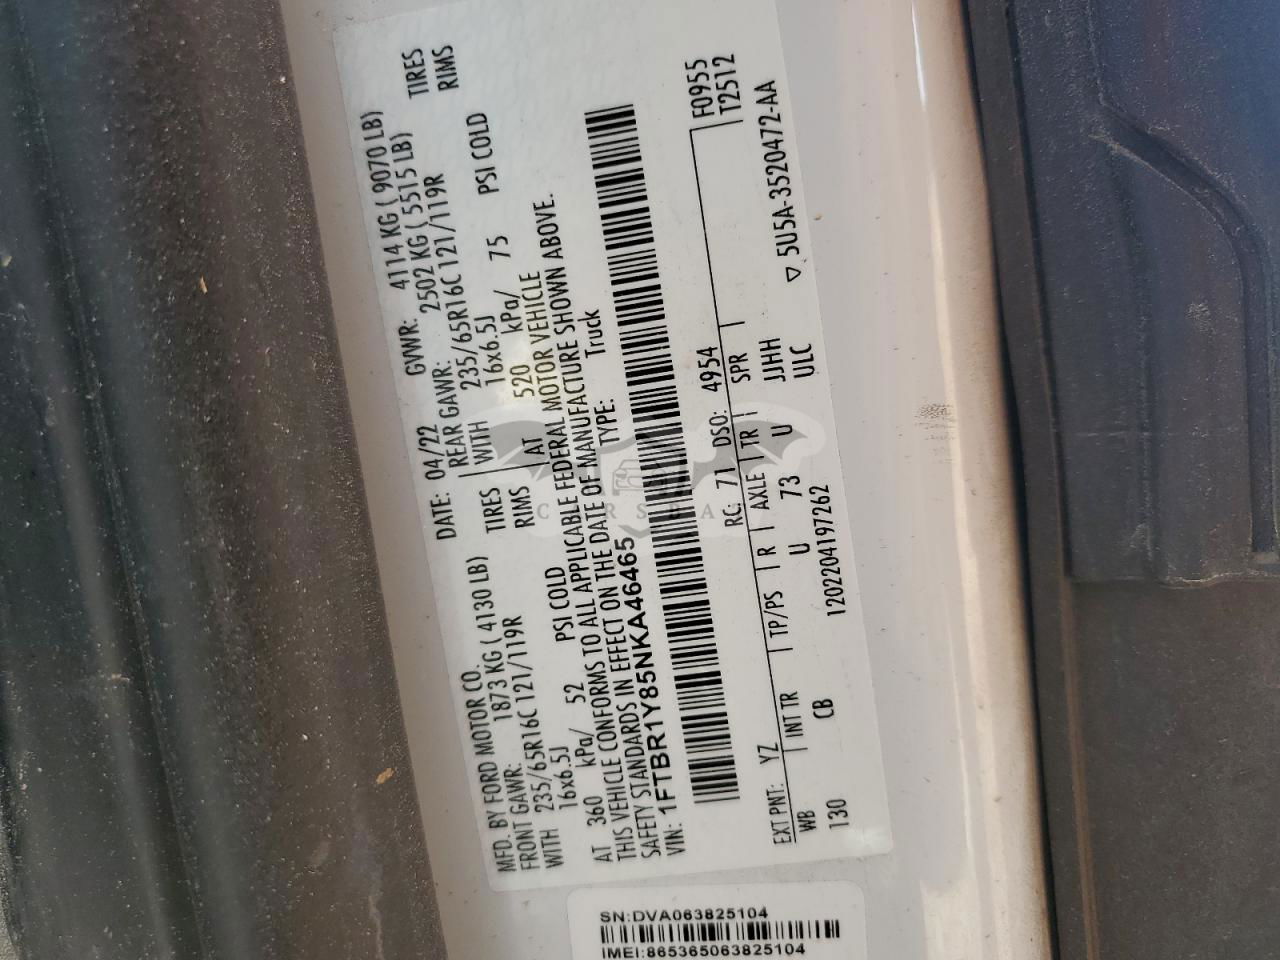 MFD. BY FORD MOTOR CO.
DATE: 04/22 GVWR: 4114 KG ( 9070 LB)
FRONT GAWR: 1873 KG ( 4130 LB) REAR GAWR: 2502 KG ( 5515 LB)
WITH 235/65R16C 121/119R TIRES WITH 235/65R16C 121/119R TIRES
16x6.5J RIMS 16x6.5J RIMS
AT 360 kPa/ 52 PSI COLD AT 520 kPa/ 75 PSI COLD
THIS VEHICLE CONFORMS TO ALL APPLICABLE FEDERAL MOTOR VEHICLE
SAFETY STANDARDS IN EFFECT ON THE DATE OF MANUFACTURE SHOWN ABOVE.
VIN: 1FTBR1Y85NKA46465 TYPE: Truck
F0955
T2512
EXT PNT: YZ RC: 71 DSO: 4954
WB INT TR TP/PS R AXLE TR SPR
130 CB U 73 U JJHH
ULC
1202204197262 ▽ 5U5A-3520472-AA
SN:DVA063825104
IMEI:865365063825104